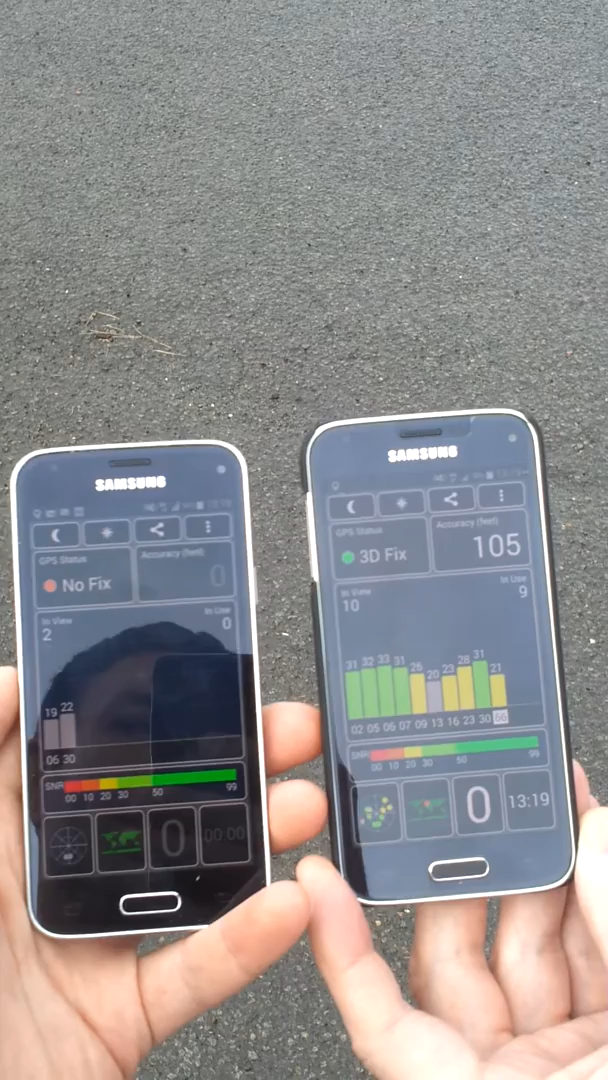 SAMSUNG
GPS Status
Accuracy (feet)
No Fix
0
In View
In Use
2
0
19 22
06 30
SNR
00 10 20 30 50 99
0
00:00
SAMSUNG
GPS Status
Accuracy (feet)
3D Fix
105
In View
In Use
10
9
31 32 33 31 26 20 23 28 31 21
02 05 06 07 09 13 16 23 30 66
SNR
00 10 20 30 50 99
0
13:19